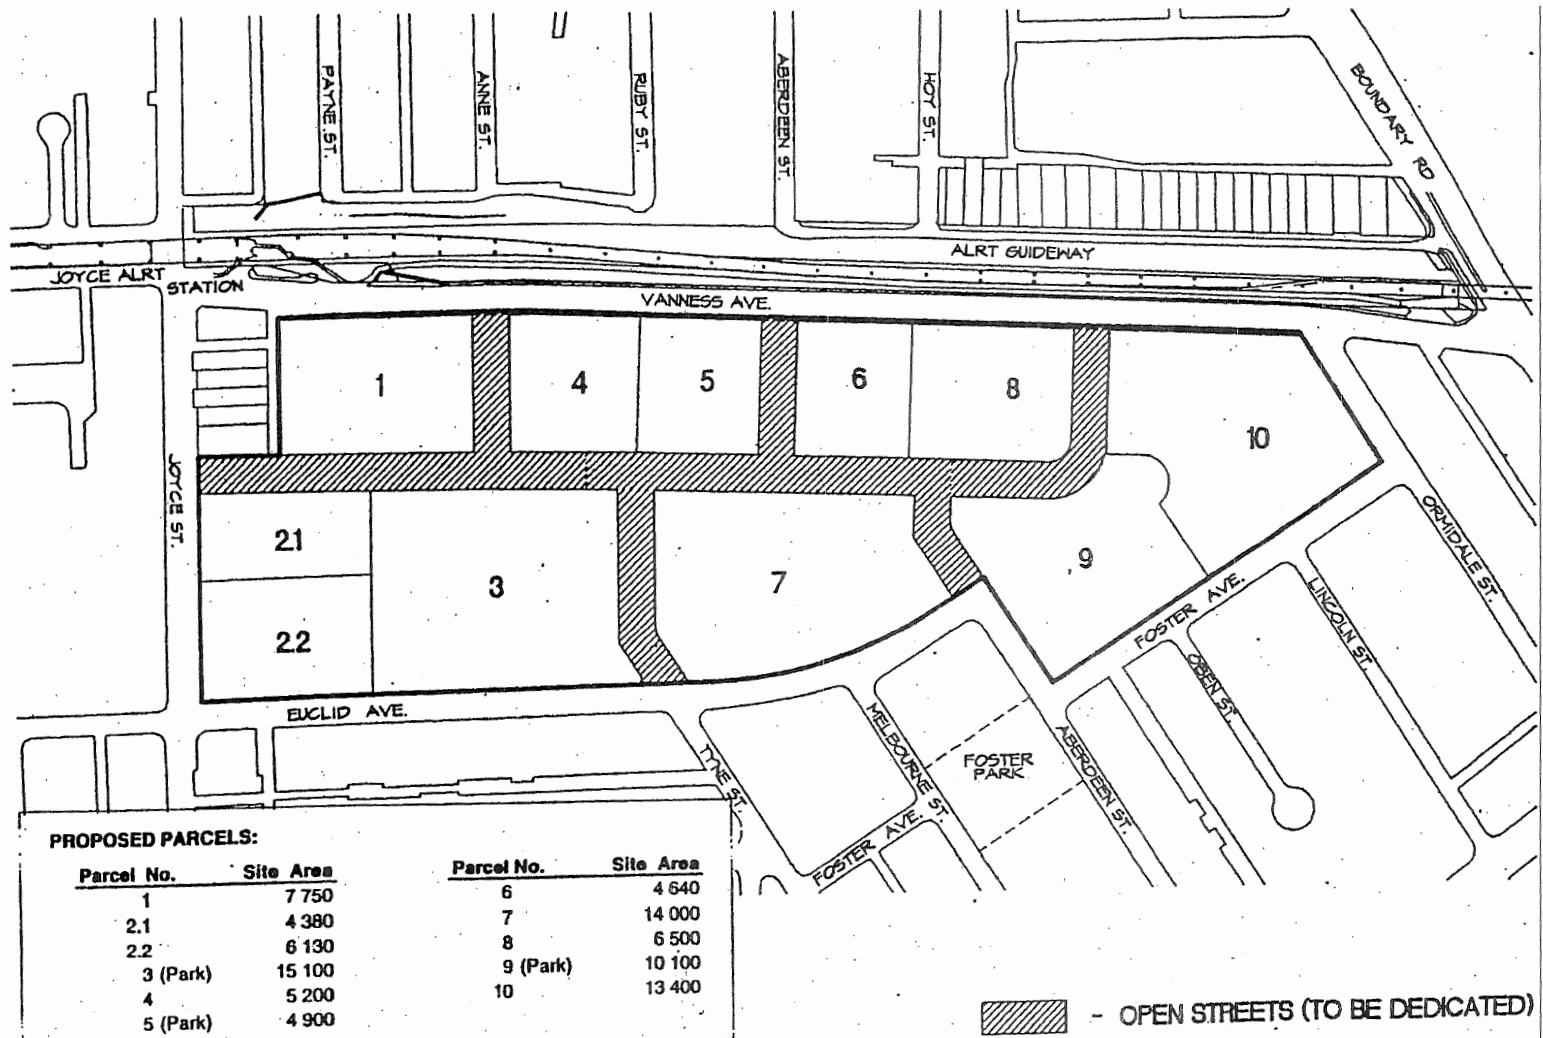 PAYNE ST.
ANNE ST.
RUBY ST.
ABERDEEN ST.
HOY ST.
BOUNDARY RD
ALRT GUIDEWAY
JOYCE ALRT
STATION
VANNESS AVE.
1
4
5
6
8
10
JOYCE ST.
2.1
3
7
9
2.2
ORMIDALE ST.
LINCOLN ST.
FOSTER AVE.
OBEN ST.
EUCLID AVE.
TYNE ST.
MELBOURNE ST.
FOSTER
PARK
ABERDEEN ST.
FOSTER AVE.
PROPOSED PARCELS:
Parcel No. Site Area Parcel No. Site Area
1 7 750 6 4 640
2.1 4 380 7 14 000
2.2 6 130 8 6 500
3 (Park) 15 100 9 (Park) 10 100
4 5 200 10 13 400
5 (Park) 4 900
- OPEN STREETS (TO BE DEDICATED)